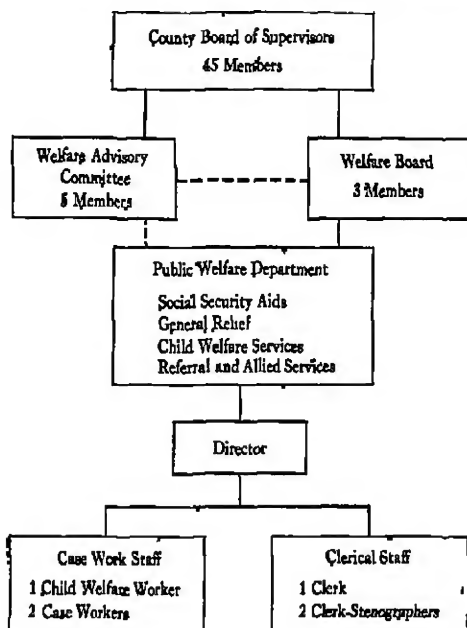 County Board of Supervisors
45 Members
Welfare Advisory
Committee
5 Members
Welfare Board
3 Members
Public Welfare Department
Social Security Aids
General Relief
Child Welfare Services
Referral and Allied Services
Director
Case Work Staff
1 Child Welfare Worker
2 Case Workers
Clerical Staff
1 Clerk
2 Clerk-Stenographers